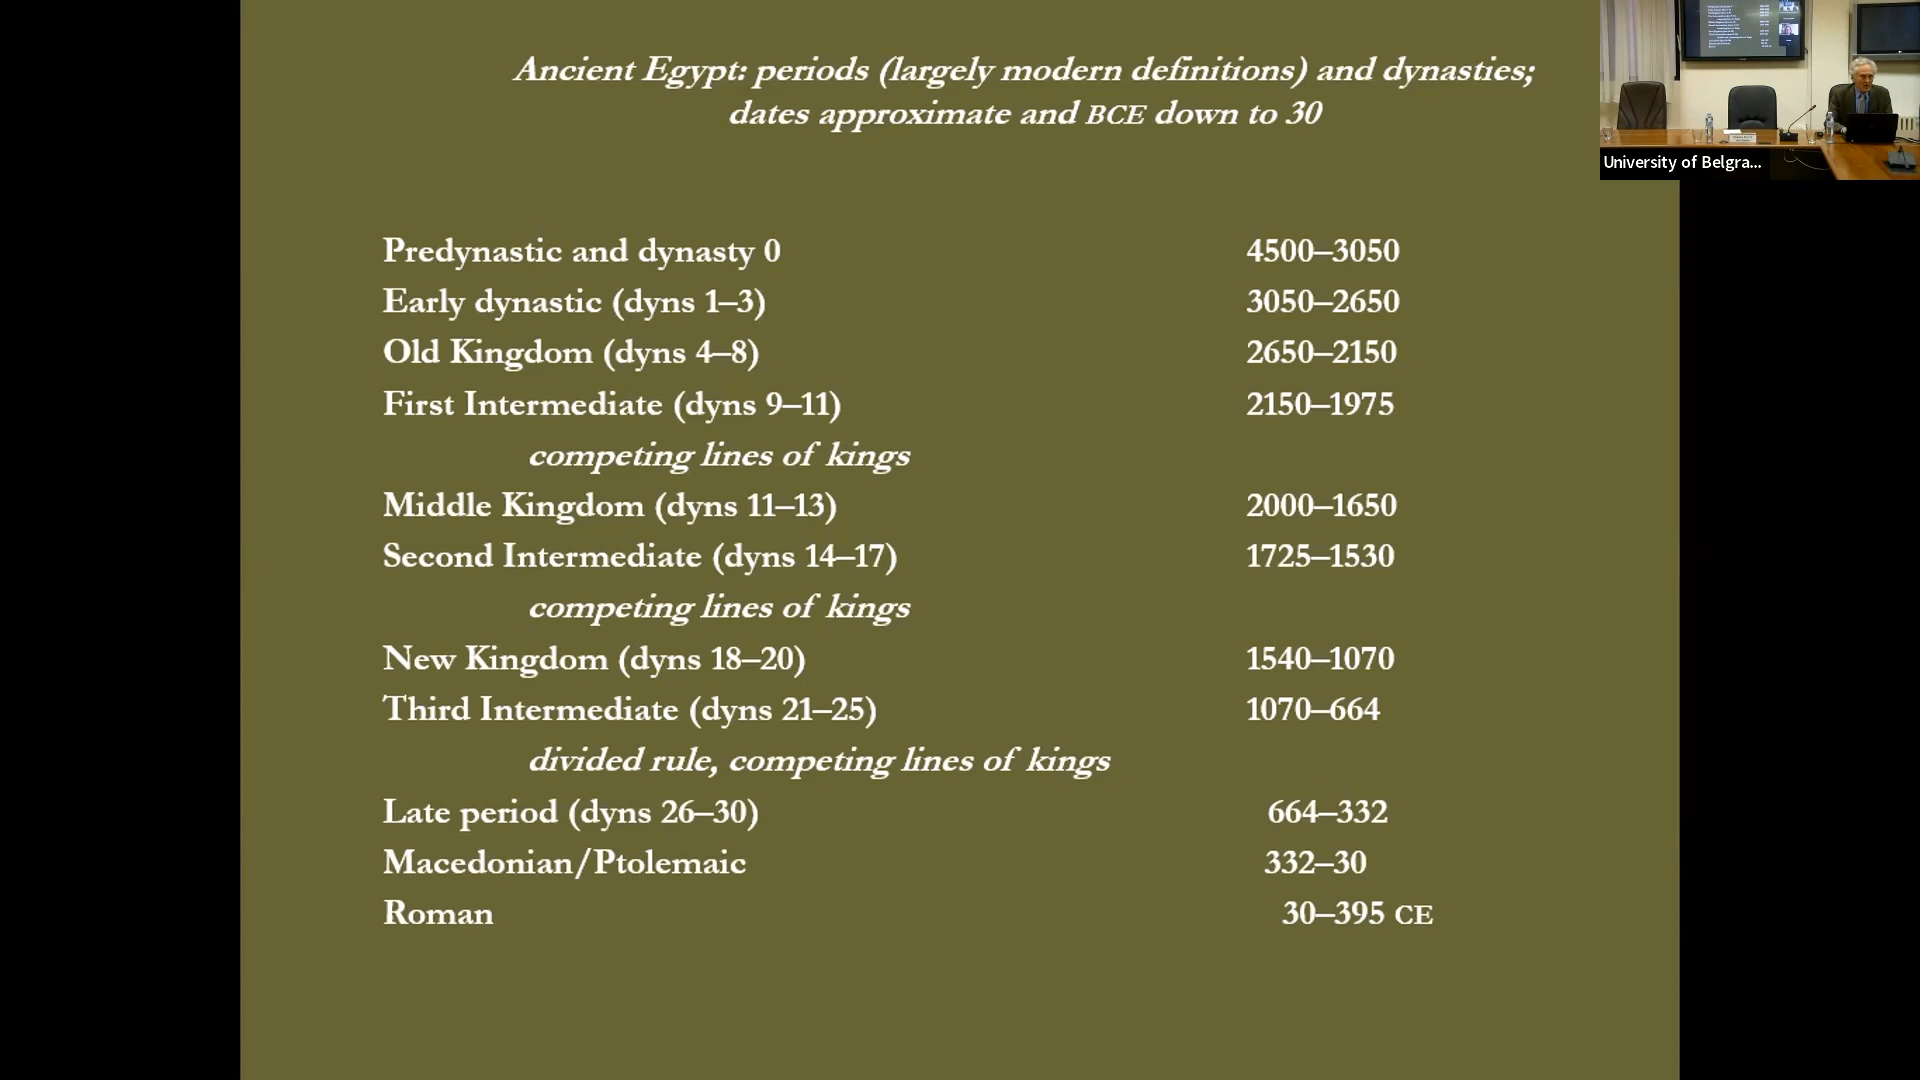 Ancient Egypt: periods (largely modern definitions) and dynasties;
dates approximate and BCE down to 30
Predynastic and dynasty 0 4500–3050
Early dynastic (dyns 1–3) 3050–2650
Old Kingdom (dyns 4–8) 2650–2150
First Intermediate (dyns 9–11) 2150–1975
competing lines of kings
Middle Kingdom (dyns 11–13) 2000–1650
Second Intermediate (dyns 14–17) 1725–1530
competing lines of kings
New Kingdom (dyns 18–20) 1540–1070
Third Intermediate (dyns 21–25) 1070–664
divided rule, competing lines of kings
Late period (dyns 26–30) 664–332
Macedonian/Ptolemaic 332–30
Roman 30–395 CE
University of Belgra...